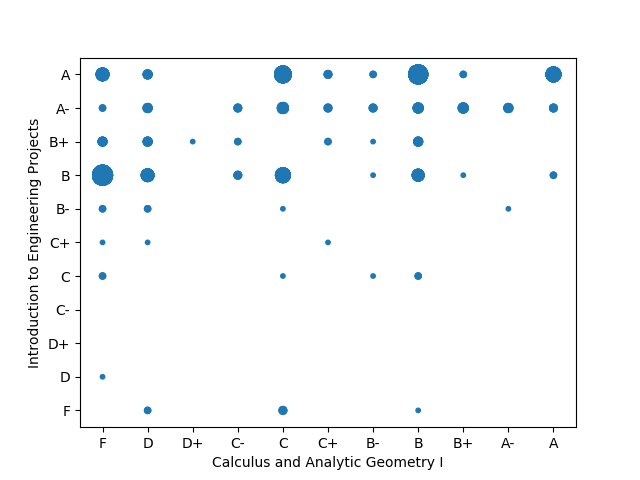 Introduction to Engineering Projects
A
A-
B+
B
B-
C+
C
C-
D+
D
F
F D D+ C- C C+ B- B B+ A- A
Calculus and Analytic Geometry I